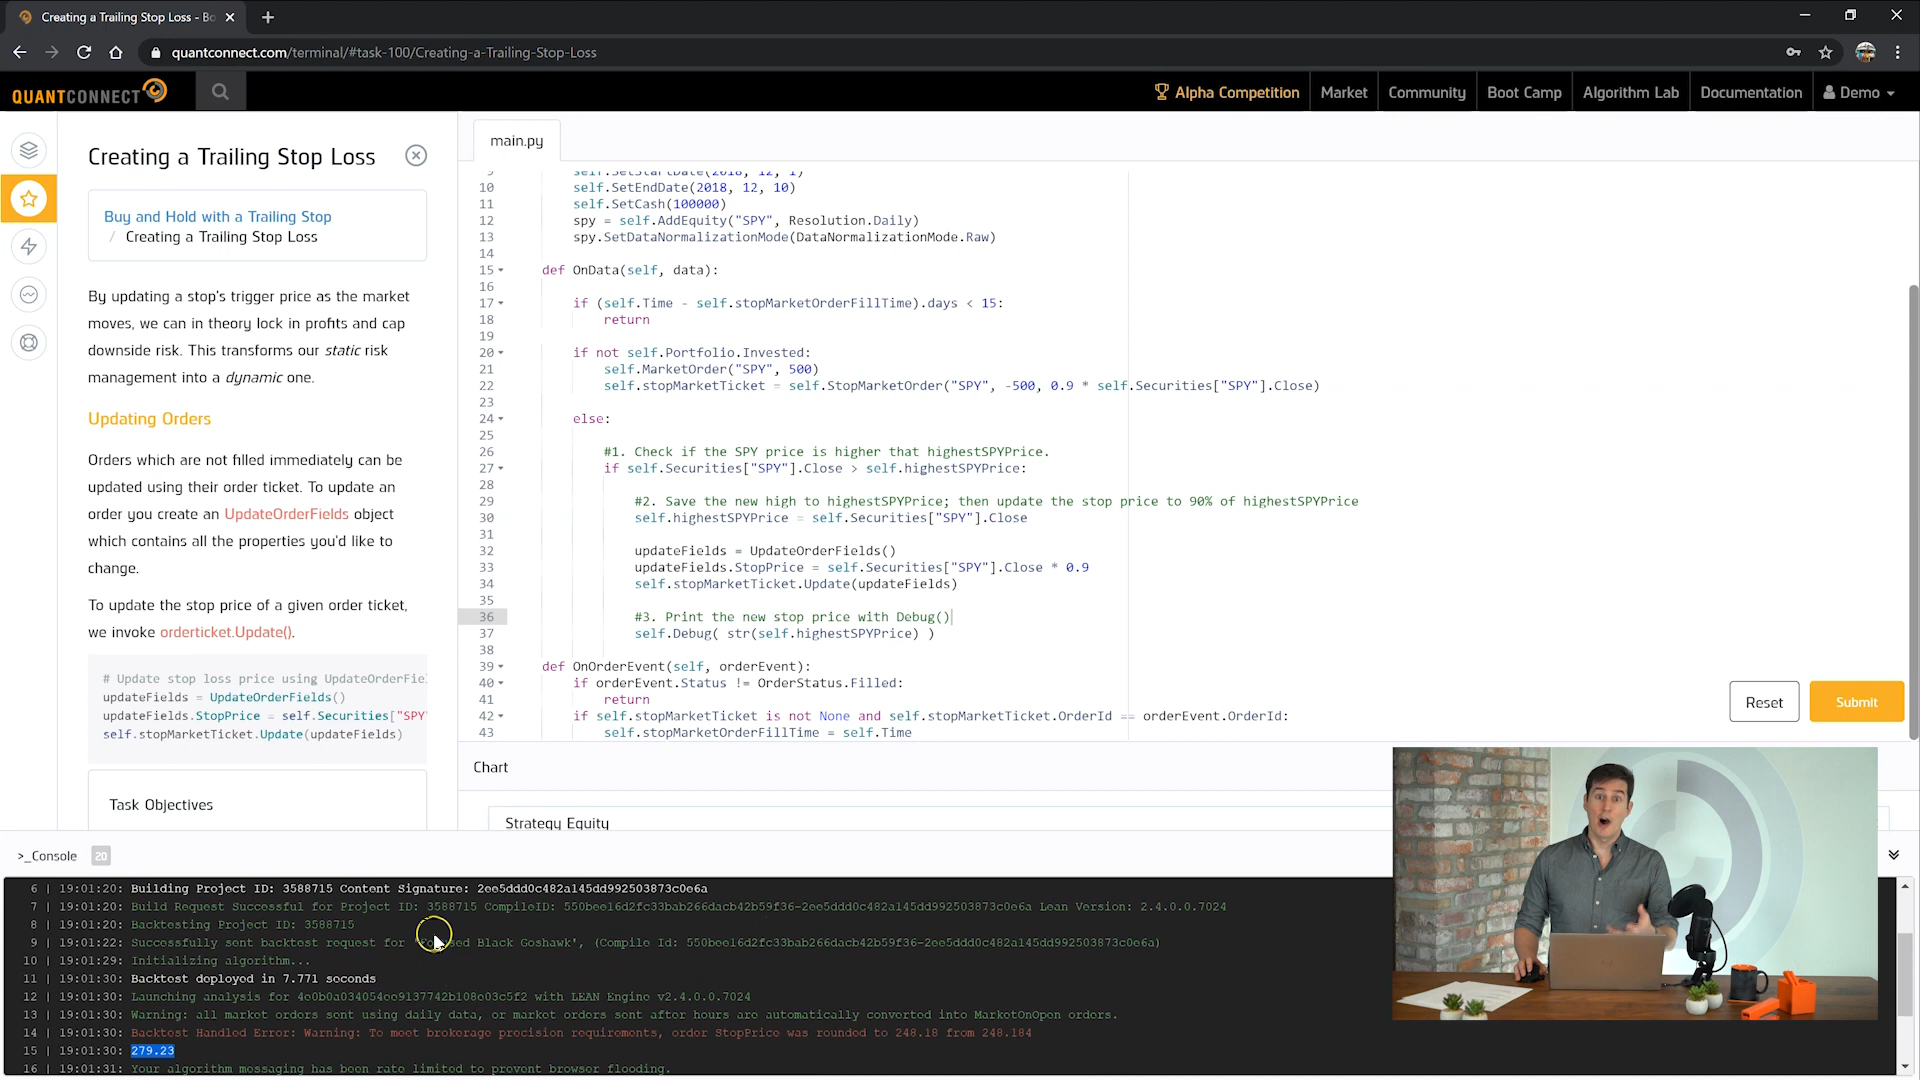 Creating a Trailing Stop Loss - Bo
quantconnect.com/terminal/#task-100/Creating-a-Trailing-Stop-Loss
QUANTCONNECT
Alpha Competition
Market
Community
Boot Camp
Algorithm Lab
Documentation
Demo
Creating a Trailing Stop Loss
Buy and Hold with a Trailing Stop
/ Creating a Trailing Stop Loss
By updating a stop's trigger price as the market
moves, we can in theory lock in profits and cap
downside risk. This transforms our static risk
management into a dynamic one.
Updating Orders
Orders which are not filled immediately can be
updated using their order ticket. To update an
order you create an UpdateOrderFields object
which contains all the properties you'd like to
change.
To update the stop price of a given order ticket,
we invoke orderticket.Update().
# Update stop loss price using UpdateOrderFie
updateFields = UpdateOrderFields()
updateFields.StopPrice = self.Securities["SPY"
self.stopMarketTicket.Update(updateFields)
Task Objectives
main.py
9 self.SetStartDate(2018, 12, 1)
10 self.SetEndDate(2018, 12, 10)
11 self.SetCash(100000)
12 spy = self.AddEquity("SPY", Resolution.Daily)
13 spy.SetDataNormalizationMode(DataNormalizationMode.Raw)
14
15 def OnData(self, data):
16
17 if (self.Time - self.stopMarketOrderFillTime).days < 15:
18 return
19
20 if not self.Portfolio.Invested:
21 self.MarketOrder("SPY", 500)
22 self.stopMarketTicket = self.StopMarketOrder("SPY", -500, 0.9 * self.Securities["SPY"].Close)
23
24 else:
25
26 #1. Check if the SPY price is higher that highestSPYPrice.
27 if self.Securities["SPY"].Close > self.highestSPYPrice:
28
29 #2. Save the new high to highestSPYPrice; then update the stop price to 90% of highestSPYPrice
30 self.highestSPYPrice = self.Securities["SPY"].Close
31
32 updateFields = UpdateOrderFields()
33 updateFields.StopPrice = self.Securities["SPY"].Close * 0.9
34 self.stopMarketTicket.Update(updateFields)
35
36 #3. Print the new stop price with Debug()
37 self.Debug( str(self.highestSPYPrice) )
38
39 def OnOrderEvent(self, orderEvent):
40 if orderEvent.Status != OrderStatus.Filled:
41 return
42 if self.stopMarketTicket is not None and self.stopMarketTicket.OrderId == orderEvent.OrderId:
43 self.stopMarketOrderFillTime = self.Time
Reset
Submit
Chart
Strategy Equity
>_Console 20
6 | 19:01:20: Building Project ID: 3588715 Content Signature: 2ee5ddd0c482a145dd992503873c0e6a
7 | 19:01:20: Build Request Successful for Project ID: 3588715 CompileID: 550bee16d2fc33bab266dacb42b59f36-2ee5ddd0c482a145dd992503873c0e6a Lean Version: 2.4.0.0.7024
8 | 19:01:20: Backtesting Project ID: 3588715
9 | 19:01:22: Successfully sent backtest request for Black Goshawk', (Compile Id: 550bee16d2fc33bab266dacb42b59f36-2ee5ddd0c482a145dd992503873c0e6a)
10 | 19:01:29: Initializing algorithm...
11 | 19:01:30: Backtest deployed in 7.771 seconds
12 | 19:01:30: Launching analysis for 4e0b0a034054ee9137742b108e03c5f2 with LEAN Engine v2.4.0.0.7024
13 | 19:01:30: Warning: all market orders sent using daily data, or market orders sent after hours are automatically converted into MarketOnOpen orders.
14 | 19:01:30: Backtest Handled Error: Warning: To meet brokerage precision requirements, order StopPrice was rounded to 248.18 from 248.184
15 | 19:01:30: 279.23
16 | 19:01:31: Your algorithm messaging has been rate limited to prevent browser flooding.